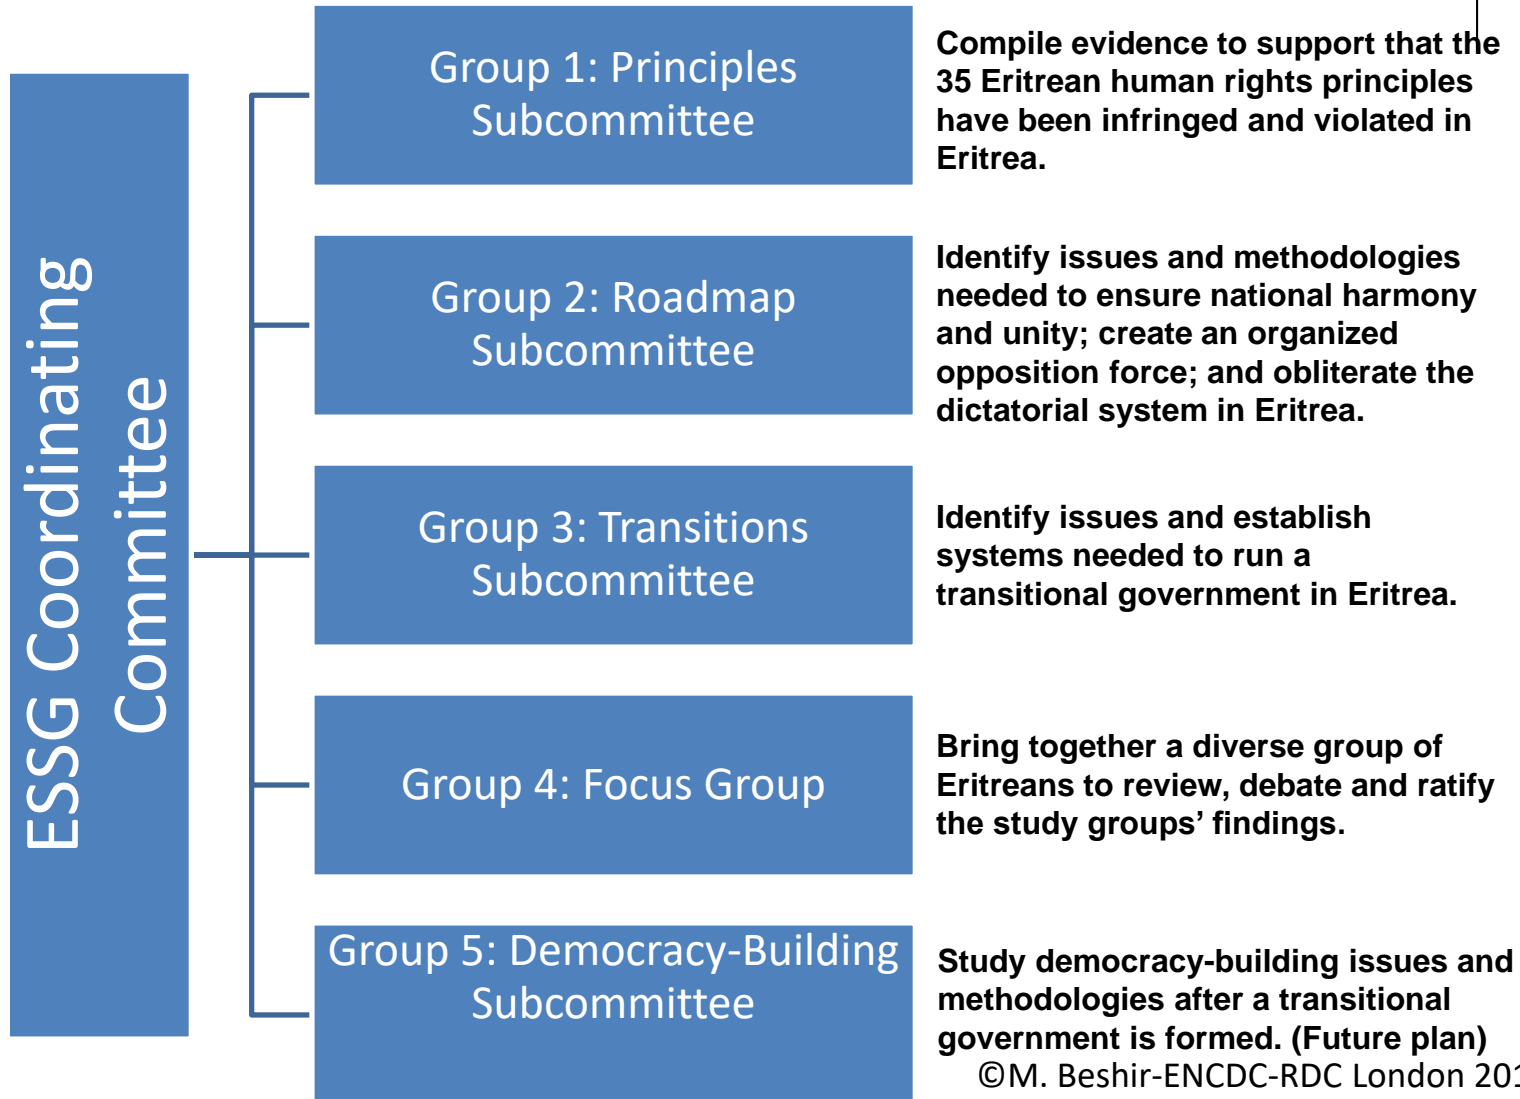 ESSG Coordinating
Committee
Group 1: Principles
Subcommittee
Compile evidence to support that the
35 Eritrean human rights principles
have been infringed and violated in
Eritrea.
Group 2: Roadmap
Subcommittee
Identify issues and methodologies
needed to ensure national harmony
and unity; create an organized
opposition force; and obliterate the
dictatorial system in Eritrea.
Group 3: Transitions
Subcommittee
Identify issues and establish
systems needed to run a
transitional government in Eritrea.
Group 4: Focus Group
Bring together a diverse group of
Eritreans to review, debate and ratify
the study groups’ findings.
Group 5: Democracy-Building
Subcommittee
Study democracy-building issues and
methodologies after a transitional
government is formed. (Future plan)
©M. Beshir-ENCDC-RDC London